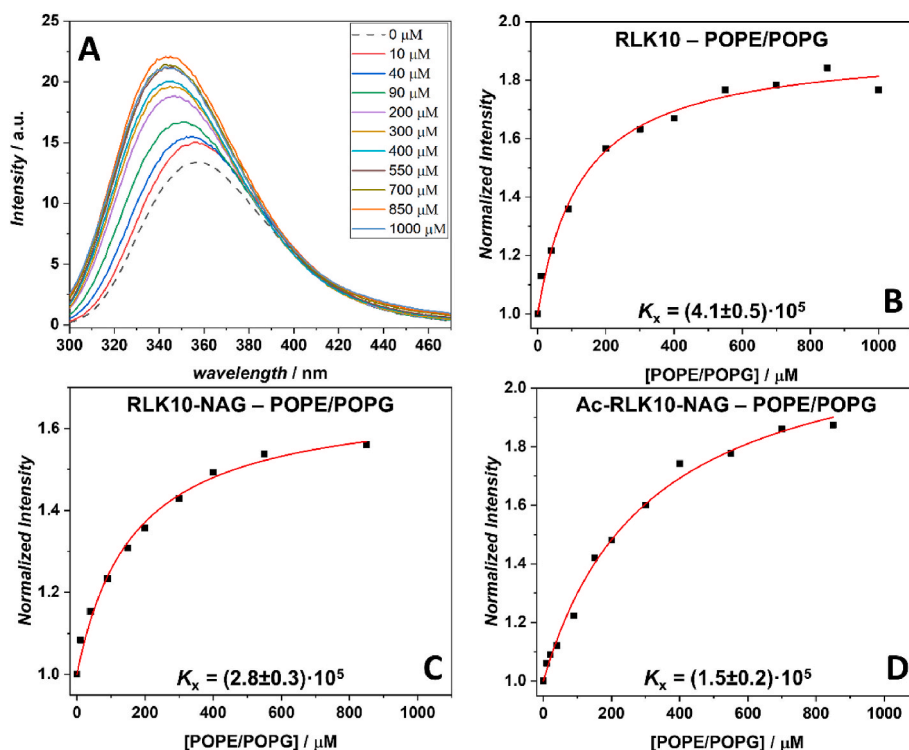 A
Intensity / a.u.
25
20
15
10
5
0
300 320 340 360 380 400 420 440 460
wavelength / nm
0 μM
10 μM
40 μM
90 μM
200 μM
300 μM
400 μM
550 μM
700 μM
850 μM
1000 μM
RLK10 – POPE/POPG
Normalized Intensity
2.0
1.8
1.6
1.4
1.2
1.0
B
Kx = (4.1±0.5)·10⁵
0 200 400 600 800 1000
[POPE/POPG] / μM
RLK10-NAG – POPE/POPG
Normalized Intensity
1.6
1.4
1.2
1.0
C
Kx = (2.8±0.3)·10⁵
0 200 400 600 800 1000
[POPE/POPG] / μM
Ac-RLK10-NAG – POPE/POPG
Normalized Intensity
2.0
1.8
1.6
1.4
1.2
1.0
D
Kx = (1.5±0.2)·10⁵
0 200 400 600 800 1000
[POPE/POPG] / μM